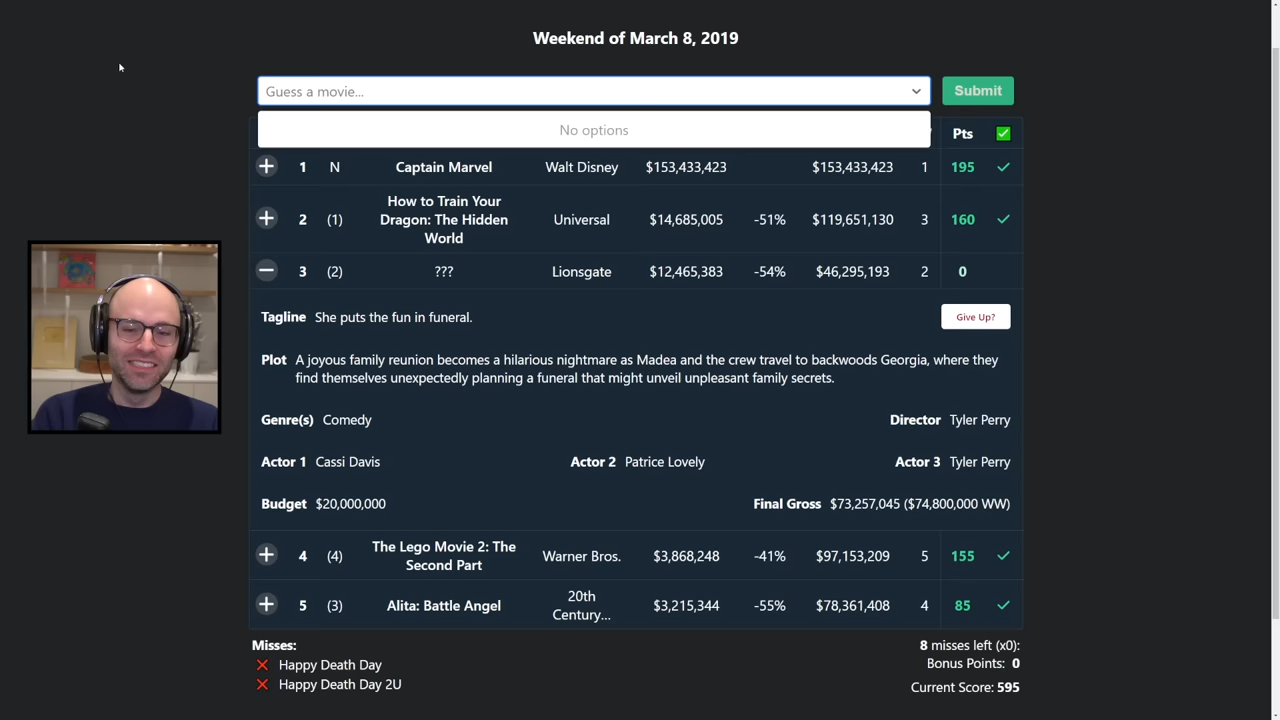 Weekend of March 8, 2019
Guess a movie...
Submit
No options
Pts ✅
1 N Captain Marvel Walt Disney $153,433,423 $153,433,423 1 195 ✓
How to Train Your
2 (1) Dragon: The Hidden Universal $14,685,005 -51% $119,651,130 3 160 ✓
World
3 (2) ??? Lionsgate $12,465,383 -54% $46,295,193 2 0
Tagline She puts the fun in funeral.
Give Up?
Plot A joyous family reunion becomes a hilarious nightmare as Madea and the crew travel to backwoods Georgia, where they
find themselves unexpectedly planning a funeral that might unveil unpleasant family secrets.
Genre(s) Comedy
Director Tyler Perry
Actor 1 Cassi Davis
Actor 2 Patrice Lovely
Actor 3 Tyler Perry
Budget $20,000,000
Final Gross $73,257,045 ($74,800,000 WW)
The Lego Movie 2: The
4 (4) Second Part Warner Bros. $3,868,248 -41% $97,153,209 5 155 ✓
5 (3) Alita: Battle Angel 20th Century... $3,215,344 -55% $78,361,408 4 85 ✓
Misses:
❌ Happy Death Day
❌ Happy Death Day 2U
8 misses left (x0):
Bonus Points: 0
Current Score: 595